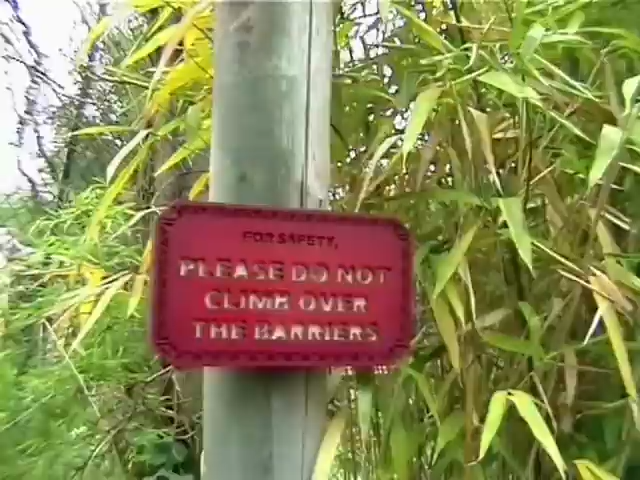 FOR SAFETY,
PLEASE DO NOT
CLIMB OVER
THE BARRIERS